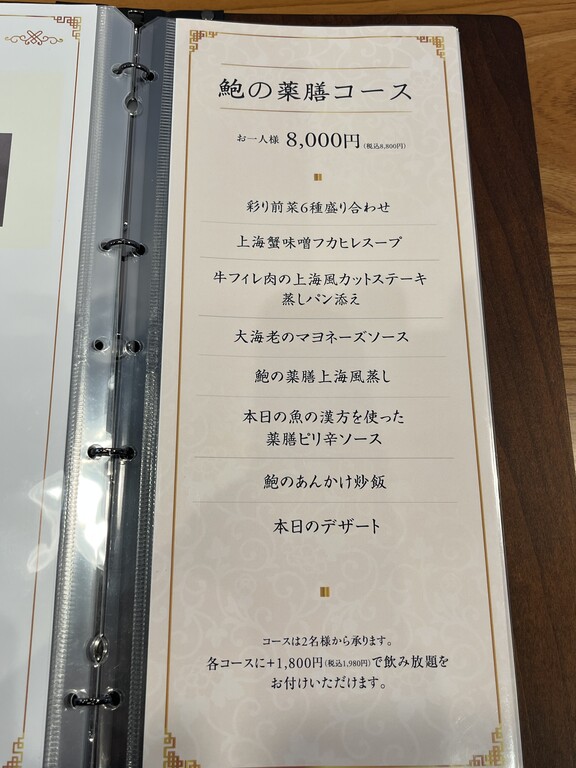 鮑の薬膳コース
お一人様 8,000円(税込8,800円)
彩り前菜6種盛り合わせ
上海蟹味噌フカヒレスープ
牛フィレ肉の上海風カットステーキ
蒸しパン添え
大海老のマヨネーズソース
鮑の薬膳上海風蒸し
本日の魚の漢方を使った
薬膳ピリ辛ソース
鮑のあんかけ炒飯
本日のデザート
コースは2名様から承ります。
各コースに+1,800円(税込1,980円)で飲み放題を
お付けいただけます。